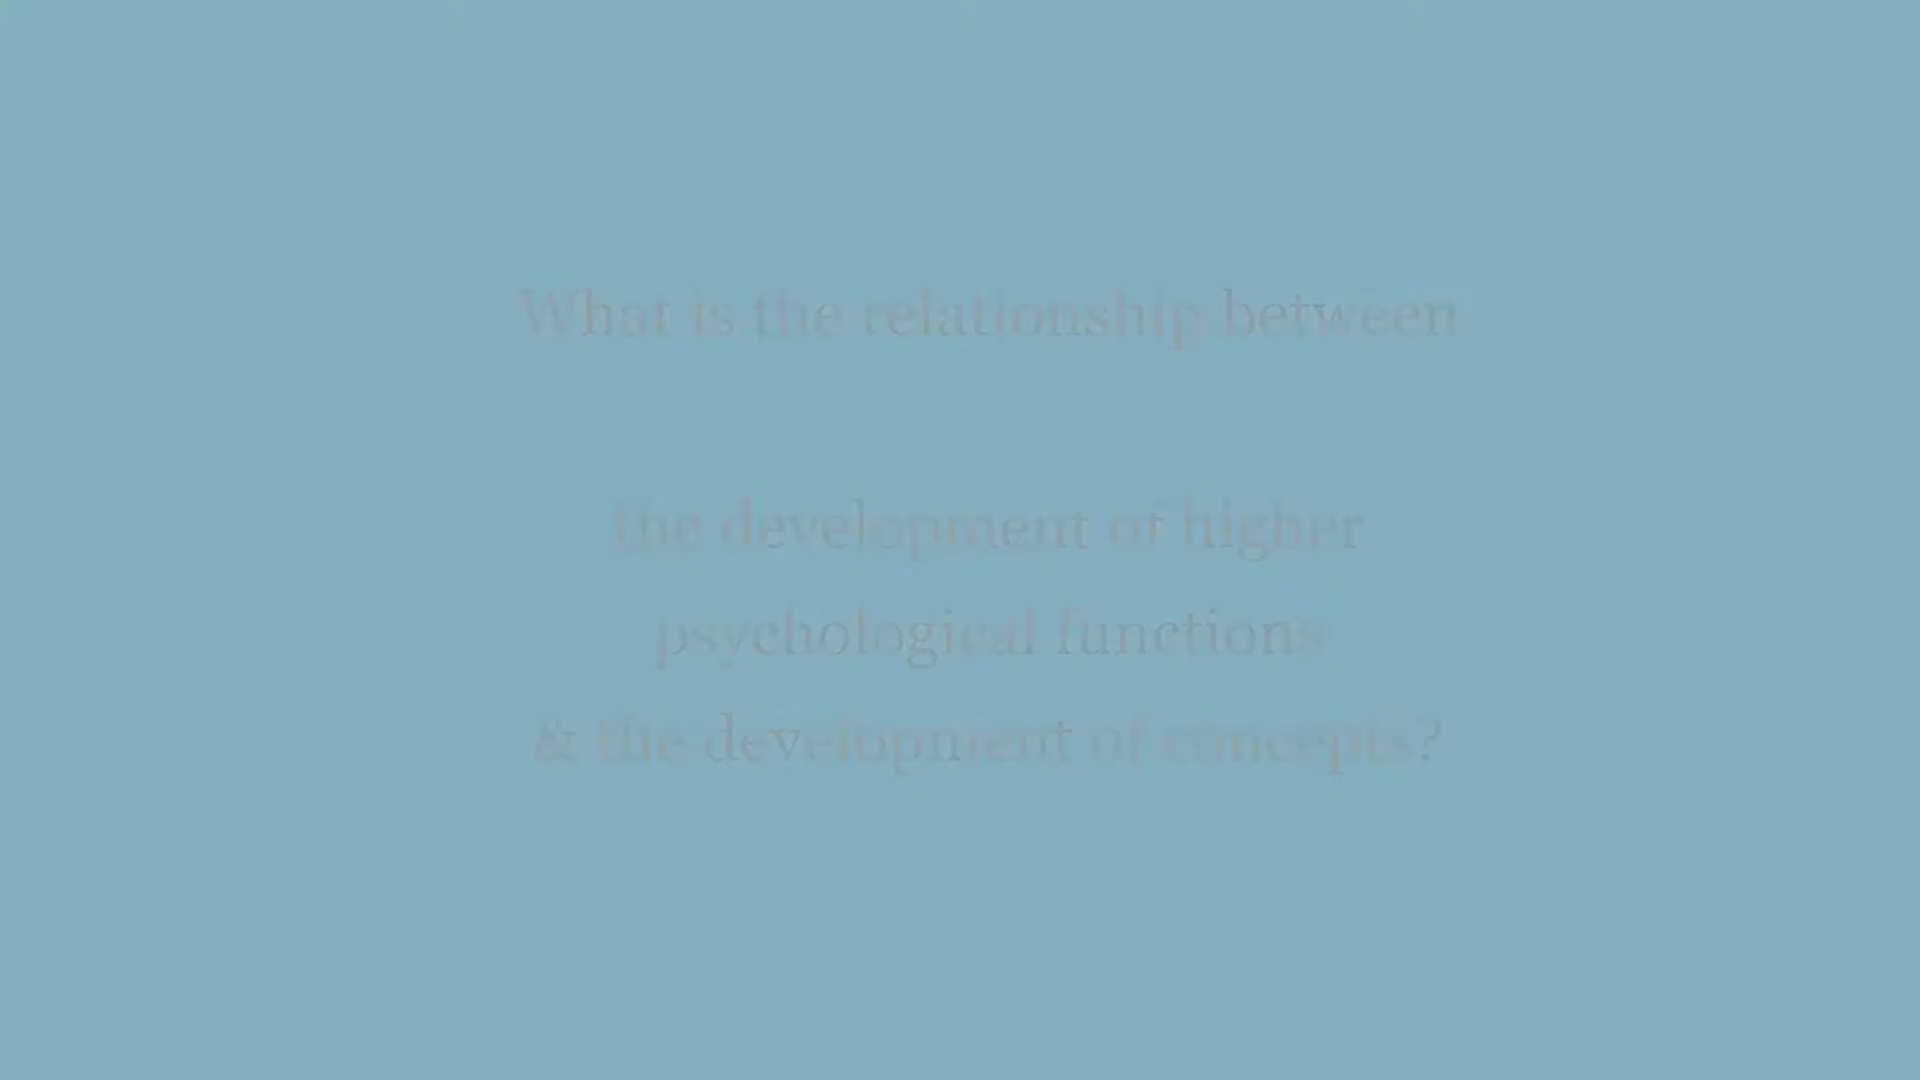 What is the relationship between
the development of higher
psychological functions
& the development of concepts?